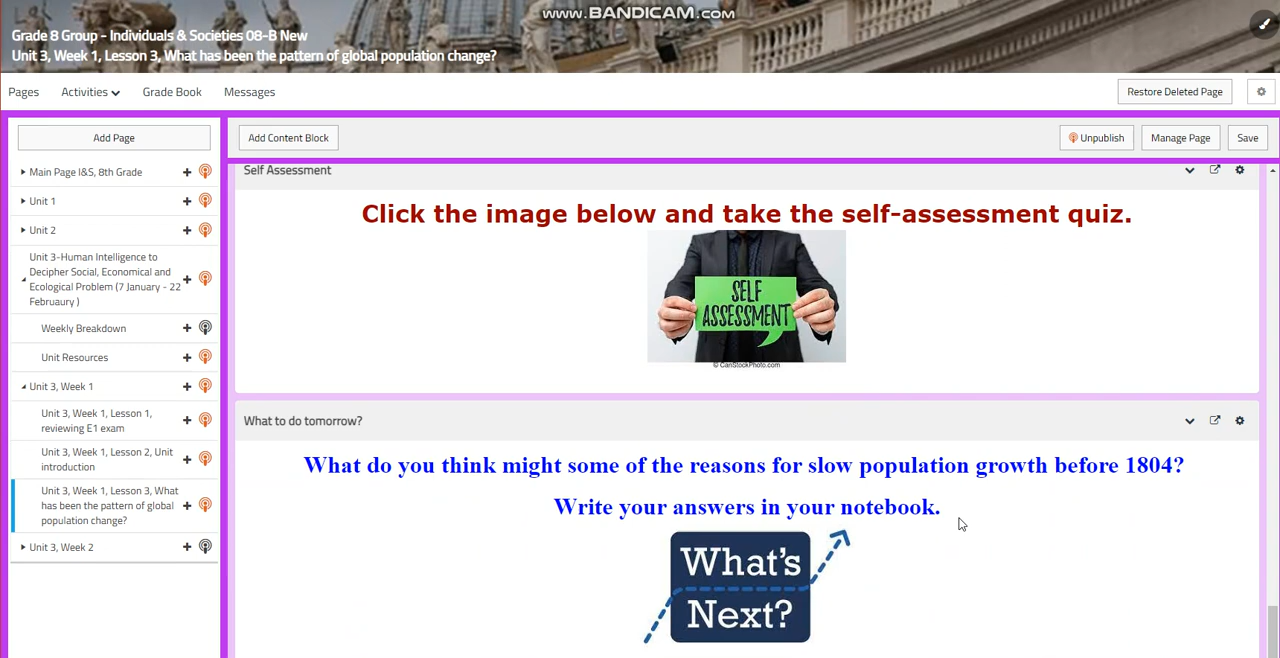 www.BANDICAM.com
Grade 8 Group - Individuals & Societies 08-B New
Unit 3, Week 1, Lesson 3, What has been the pattern of global population change?
Pages
Activities
Grade Book
Messages
Restore Deleted Page
Add Page
Add Content Block
Unpublish
Manage Page
Save
Main Page I&S, 8th Grade
Unit 1
Unit 2
Unit 3-Human Intelligence to
Decipher Social, Economical and
Ecological Problem (7 January - 22
Februaury )
Weekly Breakdown
Unit Resources
Unit 3, Week 1
Unit 3, Week 1, Lesson 1,
reviewing E1 exam
Unit 3, Week 1, Lesson 2, Unit
introduction
Unit 3, Week 1, Lesson 3, What
has been the pattern of global
population change?
Unit 3, Week 2
Self Assessment
Click the image below and take the self-assessment quiz.
SELF
ASSESSMENT
© CanStockPhoto.com
What to do tomorrow?
What do you think might some of the reasons for slow population growth before 1804?
Write your answers in your notebook.
What's
Next?